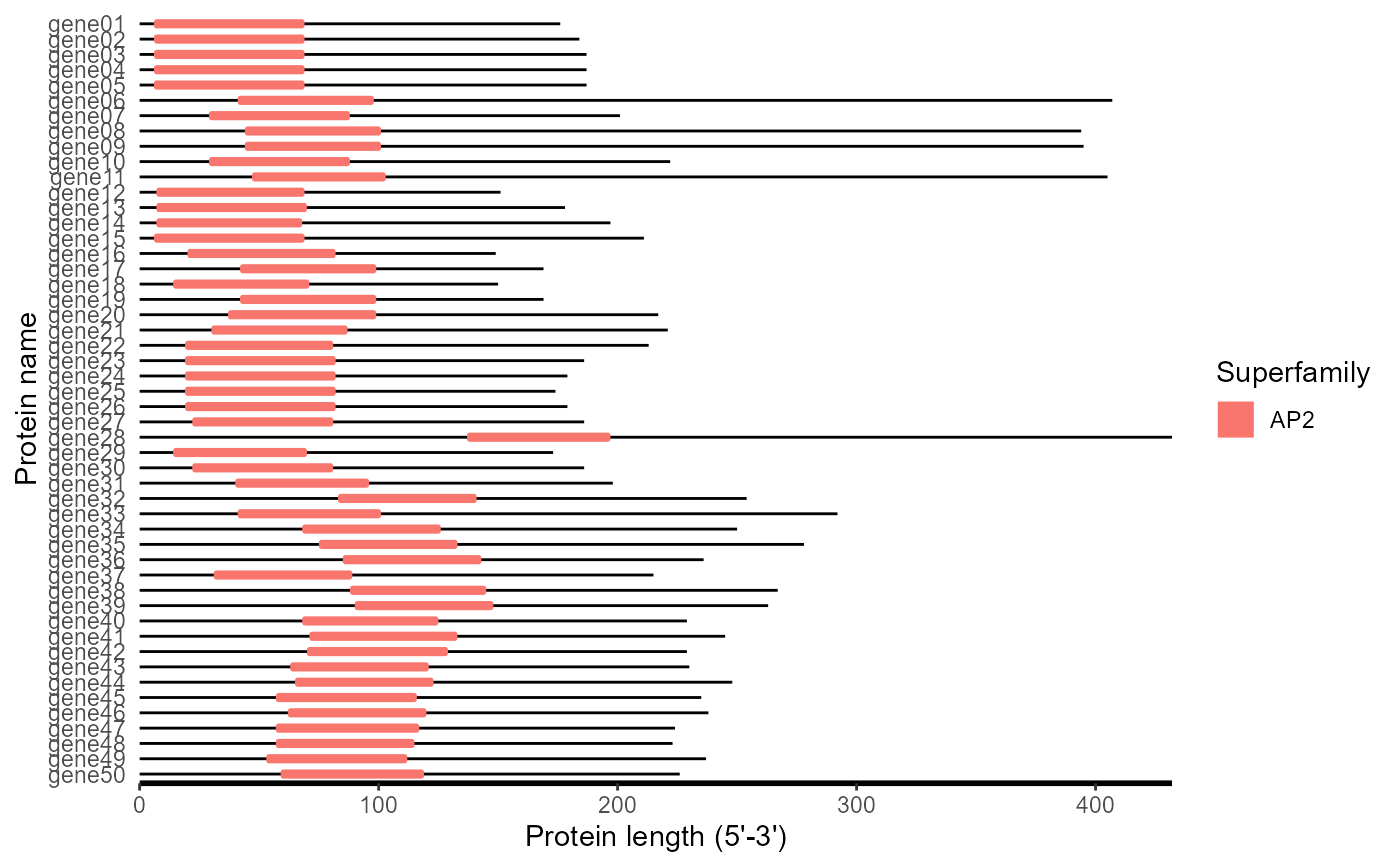 gene01
gene02
gene03
gene04
gene05
gene06
gene07
gene08
gene09
gene10
gene11
gene12
gene13
gene14
gene15
gene16
gene17
gene18
gene19
gene20
gene21
gene22
gene23
gene24
gene25
gene26
gene27
gene28
gene29
gene30
gene31
gene32
gene33
gene34
gene35
gene36
gene37
gene38
gene39
gene40
gene41
gene42
gene43
gene44
gene45
gene46
gene47
gene48
gene49
gene50
Protein name
0 100 200 300 400
Protein length (5'-3')
Superfamily
AP2